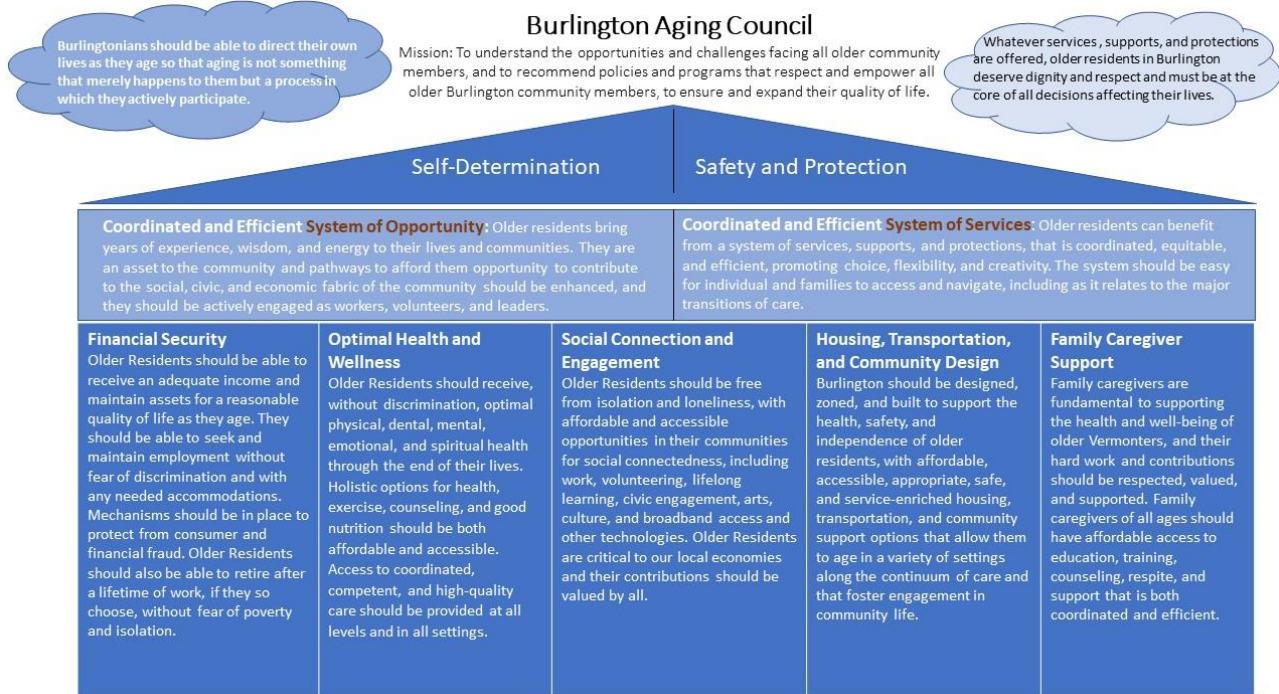 Burlington Aging Council
Mission: To understand the opportunities and challenges facing all older community
members, and to recommend policies and programs that respect and empower all
older Burlington community members, to ensure and expand their quality of life.
Burlingtonians should be able to direct their own
lives as they age so that aging is not something
that merely happens to them but a process in
which they actively participate.
Whatever services , supports, and protections
are offered, older residents in Burlington
deserve dignity and respect and must be at the
core of all decisions affecting their lives.
Self-Determination
Safety and Protection
Coordinated and Efficient System of Opportunity: Older residents bring
years of experience, wisdom, and energy to their lives and communities. They are
an asset to the community and pathways to afford them opportunity to contribute
to the social, civic, and economic fabric of the community should be enhanced, and
they should be actively engaged as workers, volunteers, and leaders.
Coordinated and Efficient System of Services: Older residents can benefit
from a system of services, supports, and protections, that is coordinated, equitable,
and efficient, promoting choice, flexibility, and creativity. The system should be easy
for individual and families to access and navigate, including as it relates to the major
transitions of care.
Financial Security
Older Residents should be able to
receive an adequate income and
maintain assets for a reasonable
quality of life as they age. They
should be able to seek and
maintain employment without
fear of discrimination and with
any needed accommodations.
Mechanisms should be in place to
protect from consumer and
financial fraud. Older Residents
should also be able to retire after
a lifetime of work, if they so
choose, without fear of poverty
and isolation.
Optimal Health and
Wellness
Older Residents should receive,
without discrimination, optimal
physical, dental, mental,
emotional, and spiritual health
through the end of their lives.
Holistic options for health,
exercise, counseling, and good
nutrition should be both
affordable and accessible.
Access to coordinated,
competent, and high-quality
care should be provided at all
levels and in all settings.
Social Connection and
Engagement
Older Residents should be free
from isolation and loneliness, with
affordable and accessible
opportunities in their communities
for social connectedness, including
work, volunteering, lifelong
learning, civic engagement, arts,
culture, and broadband access and
other technologies. Older Residents
are critical to our local economies
and their contributions should be
valued by all.
Housing, Transportation,
and Community Design
Burlington should be designed,
zoned, and built to support the
health, safety, and
independence of older
residents, with affordable,
accessible, appropriate, safe,
and service-enriched housing,
transportation, and community
support options that allow them
to age in a variety of settings
along the continuum of care and
that foster engagement in
community life.
Family Caregiver
Support
Family caregivers are
fundamental to supporting
the health and well-being of
older Vermonters, and their
hard work and contributions
should be respected, valued,
and supported. Family
caregivers of all ages should
have affordable access to
education, training,
counseling, respite, and
support that is both
coordinated and efficient.